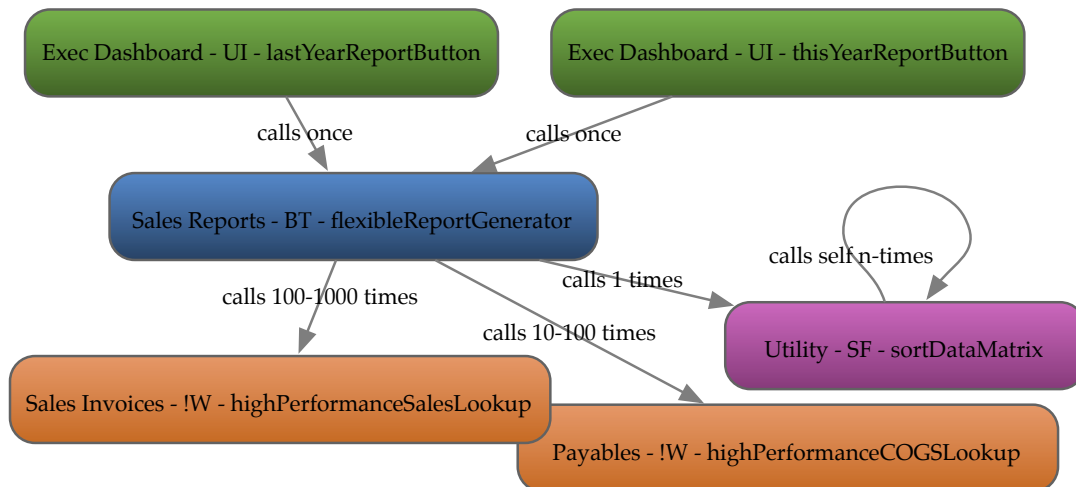 Exec Dashboard - UI - lastYearReportButton
Exec Dashboard - UI - thisYearReportButton
calls once
calls once
Sales Reports - BT - flexibleReportGenerator
calls self n-times
calls 1 times
calls 100-1000 times
calls 10-100 times
Utility - SF - sortDataMatrix
Sales Invoices - !W - highPerformanceSalesLookup
Payables - !W - highPerformanceCOGSLookup